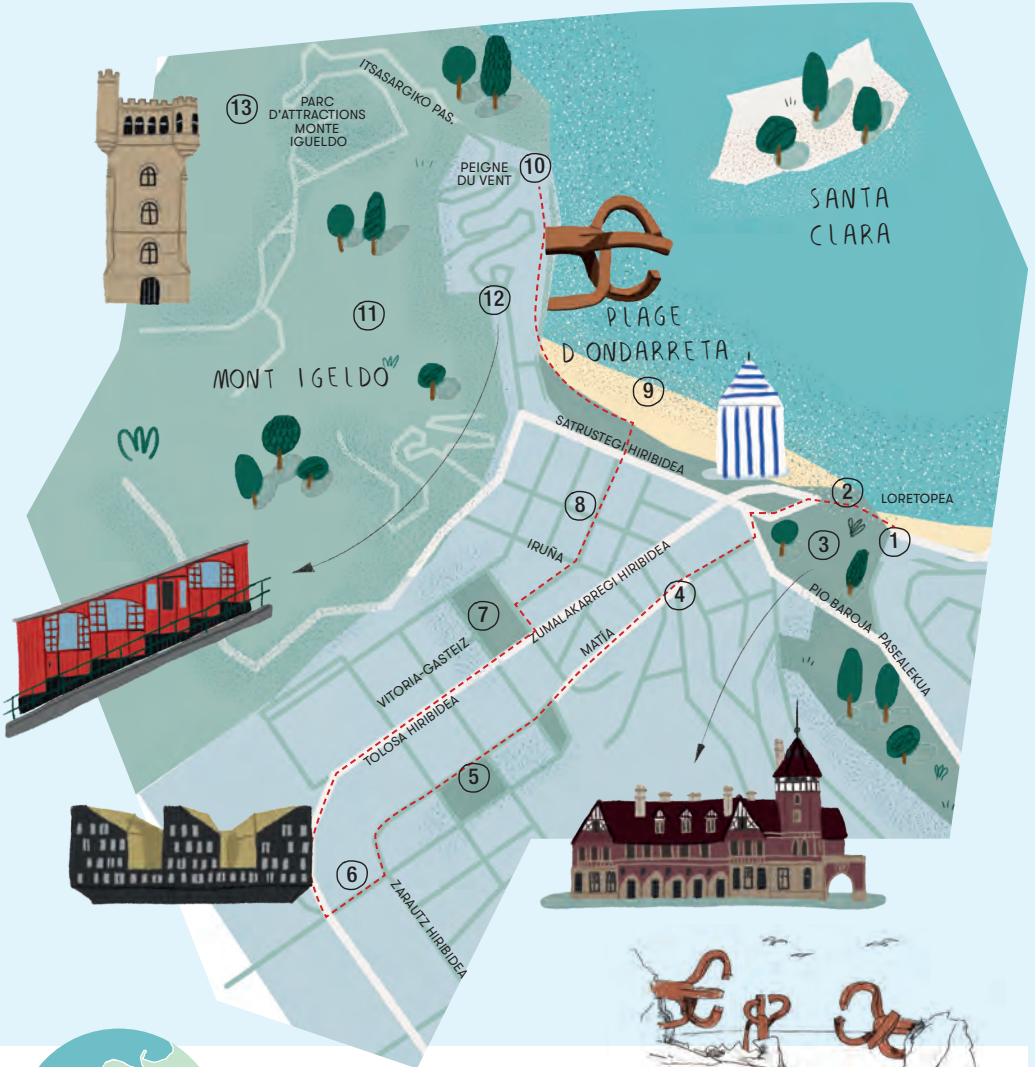 ITSASARGIKO PAS.
13
PARC
D'ATTRACTIONS
MONTE
IGUELDO
PEIGNE
DU VENT
10
SANTA
CLARA
12
11
PLAGE
D ONDARRETA
MONT IGELDO
9
SATRUSTEGI HIRIBIDEA
2
LORETOPEA
8
1
3
IRUÑA
ZUMALAKARREGI HIRIBIDEA
4
PIO BAROJA PASEALEKUA
7
MATÍA
VITORIA-GASTEIZ
TOLOSA HIRIBIDEA
5
6
ZARAUTZ HIRIBIDEA